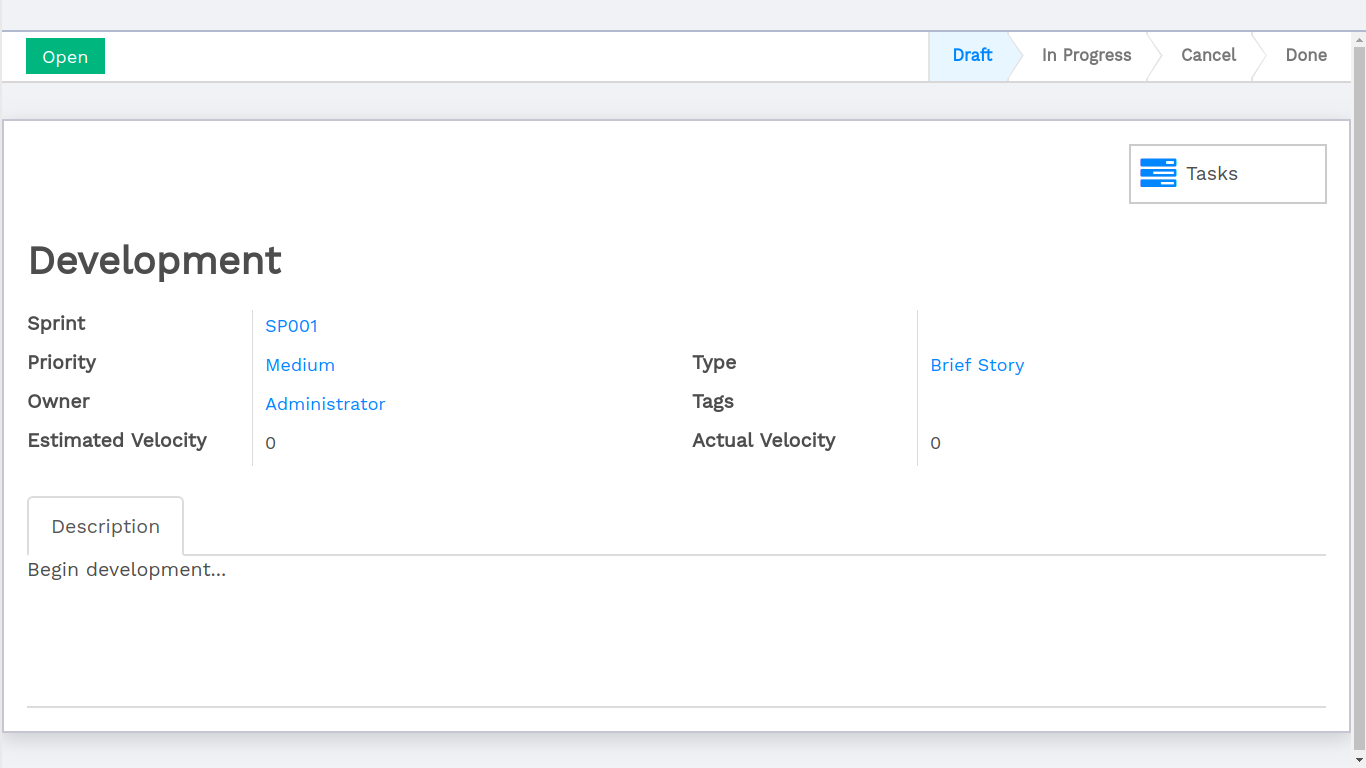 Open
Draft
In Progress
Cancel
Done
Tasks
Development
Sprint SP001
Priority Medium Type Brief Story
Owner Administrator Tags
Estimated Velocity 0 Actual Velocity 0
Description
Begin development...